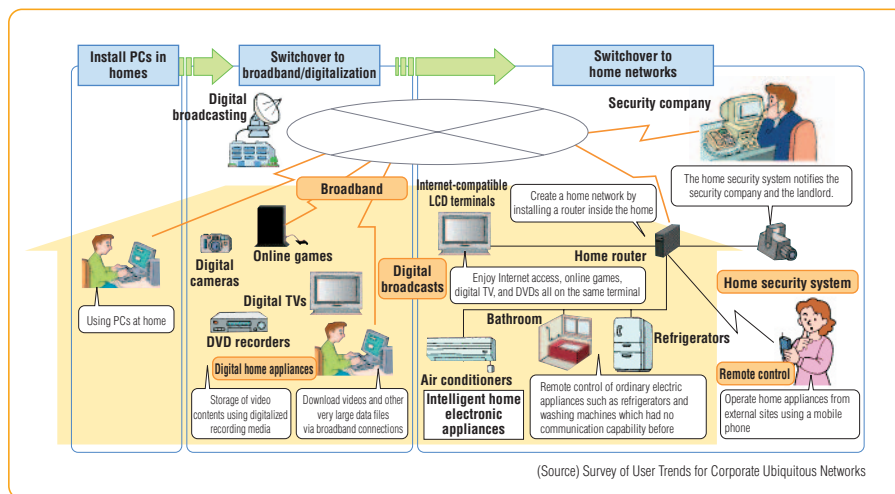 Install PCs in
homes
Switchover to
broadband/digitalization
Switchover to
home networks
Digital
broadcasting
Security company
Broadband
Internet-compatible
LCD terminals
Create a home network by
installing a router inside the home
The home security system notifies the
security company and the landlord.
Digital
cameras
Online games
Home router
Digital
broadcasts
Enjoy Internet access, online games,
digital TV, and DVDs all on the same terminal
Home security system
Using PCs at home
Digital TVs
DVD recorders
Bathroom
Refrigerators
Digital home appliances
Air conditioners
Remote control
Storage of video
contents using digitalized
recording media
Download videos and other
very large data files
via broadband connections
Intelligent home
electronic
appliances
Remote control of ordinary electric
appliances such as refrigerators and
washing machines which had no
communication capability before
Operate home appliances from
external sites using a mobile
phone
(Source) Survey of User Trends for Corporate Ubiquitous Networks